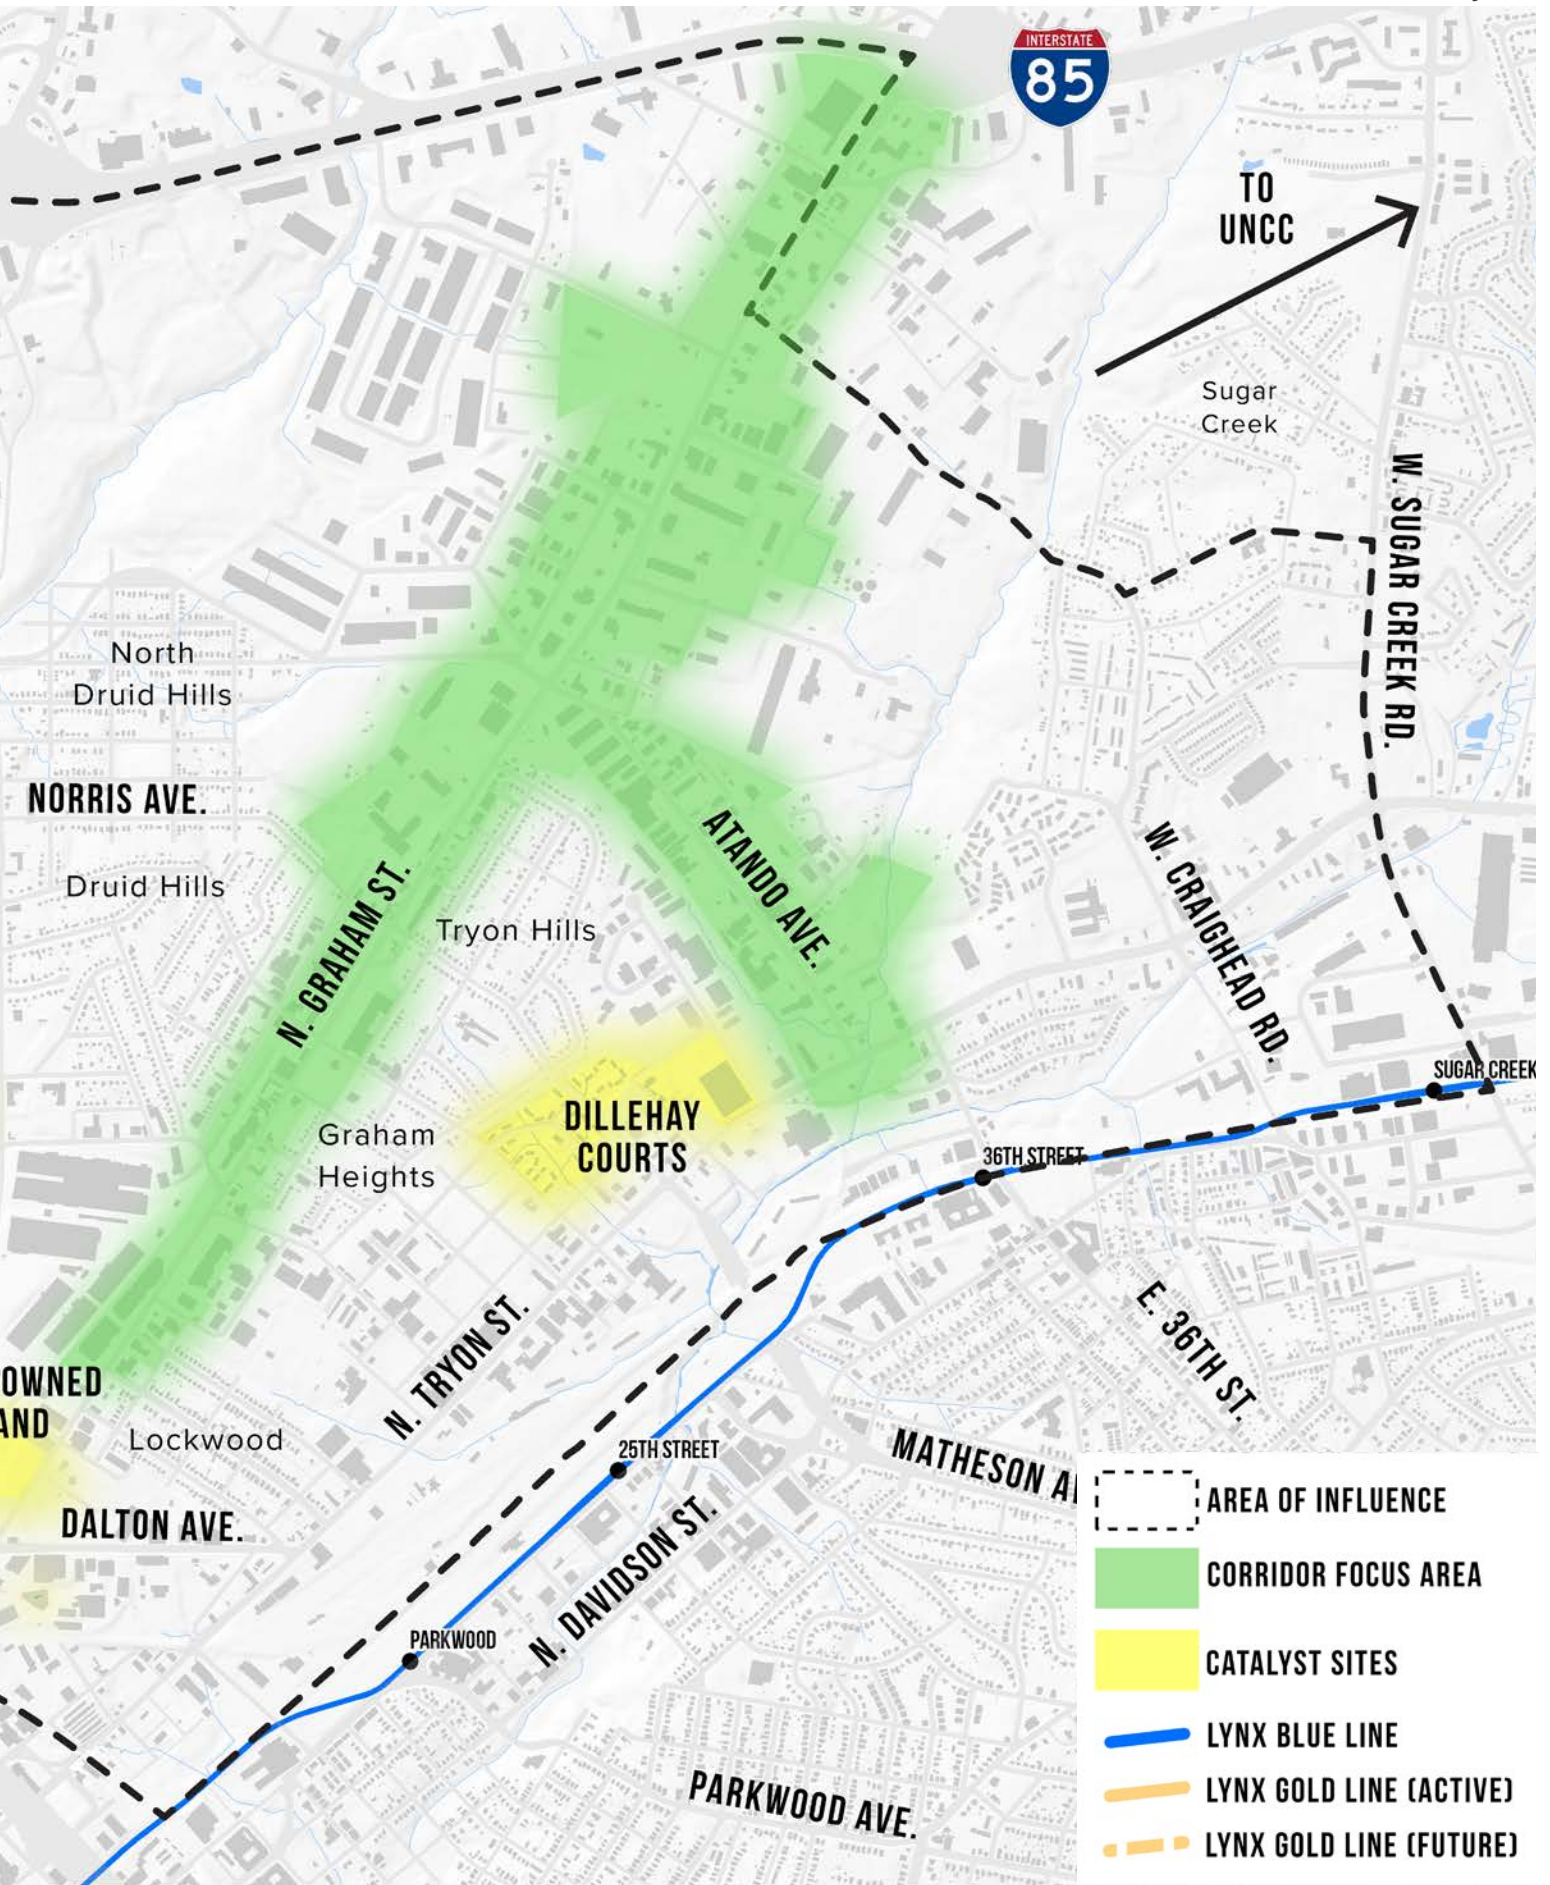 INTERSTATE
85
TO
UNCC
Sugar
Creek
W. SUGAR CREEK RD.
North
Druid Hills
NORRIS AVE.
ATANDO AVE.
W. CRAIGHEAD RD.
Druid Hills
N. GRAHAM ST.
Tryon Hills
SUGAR CREEK
DILLEHAY
COURTS
Graham
Heights
36TH STREET
E. 36TH ST.
N. TRYON ST.
OWNED
AND
Lockwood
25TH STREET
MATHESON A
DALTON AVE.
N. DAVIDSON ST.
PARKWOOD
PARKWOOD AVE.
AREA OF INFLUENCE
CORRIDOR FOCUS AREA
CATALYST SITES
LYNX BLUE LINE
LYNX GOLD LINE (ACTIVE)
LYNX GOLD LINE (FUTURE)